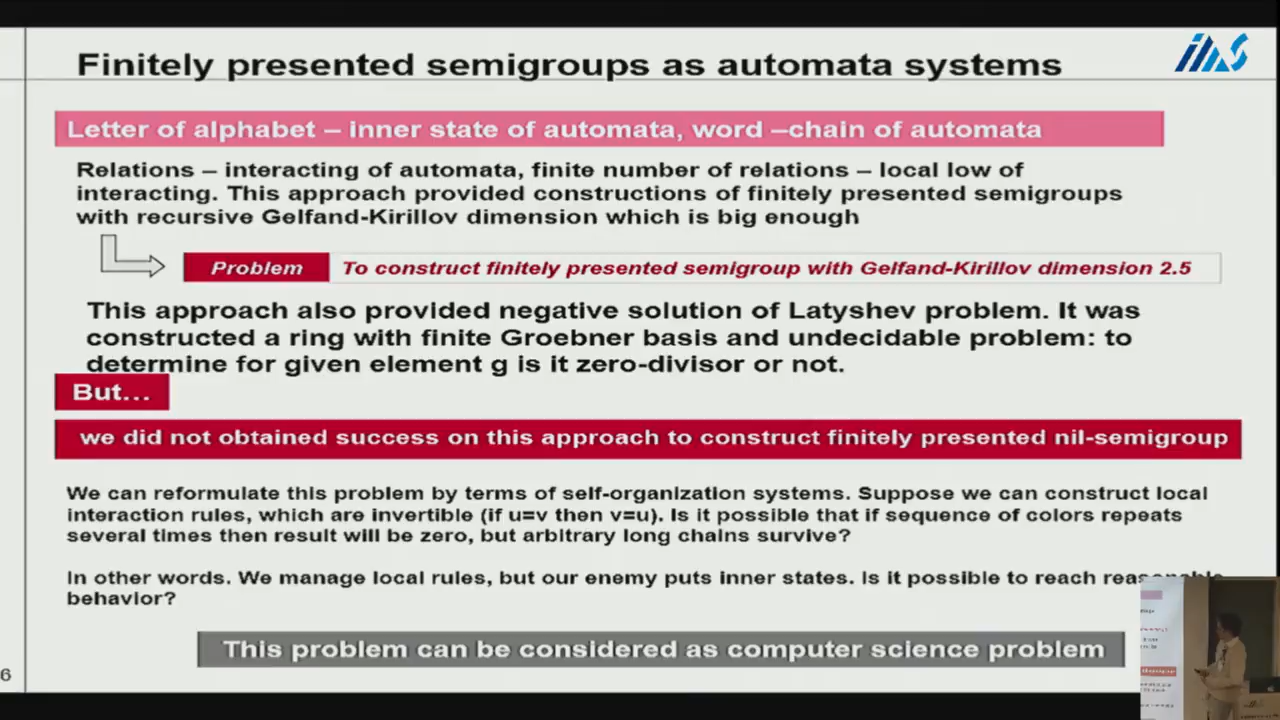 Finitely presented semigroups as automata systems
Letter of alphabet – inner state of automata, word –chain of automata
Relations – interacting of automata, finite number of relations – local low of
interacting. This approach provided constructions of finitely presented semigroups
with recursive Gelfand-Kirillov dimension which is big enough
Problem To construct finitely presented semigroup with Gelfand-Kirillov dimension 2.5
This approach also provided negative solution of Latyshev problem. It was
constructed a ring with finite Groebner basis and undecidable problem: to
determine for given element g is it zero-divisor or not.
But...
we did not obtained success on this approach to construct finitely presented nil-semigroup
We can reformulate this problem by terms of self-organization systems. Suppose we can construct local
interaction rules, which are invertible (if u=v then v=u). Is it possible that if sequence of colors repeats
several times then result will be zero, but arbitrary long chains survive?
In other words. We manage local rules, but our enemy puts inner states. Is it possible to reach reasonable
behavior?
This problem can be considered as computer science problem
6